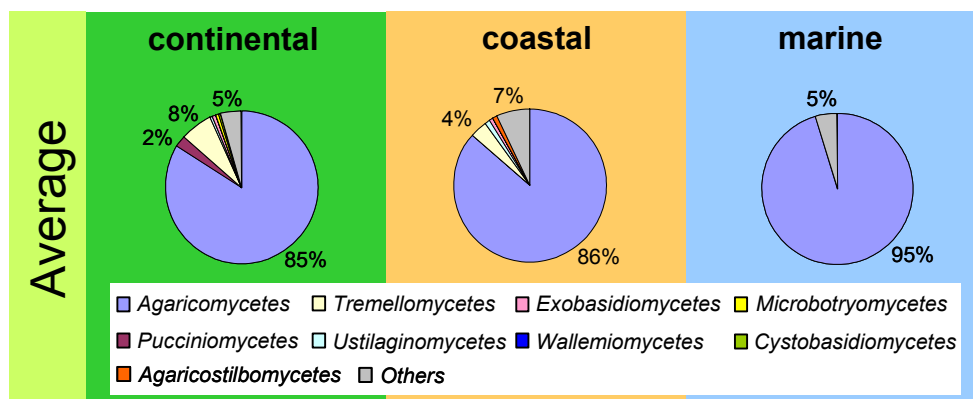 Average
continental
coastal
marine
5%
8%
2%
85%
7%
4%
86%
5%
95%
Agaricomycetes Tremellomycetes Exobasidiomycetes Microbotryomycetes
Pucciniomycetes Ustilaginomycetes Wallemiomycetes Cystobasidiomycetes
Agaricostilbomycetes Others